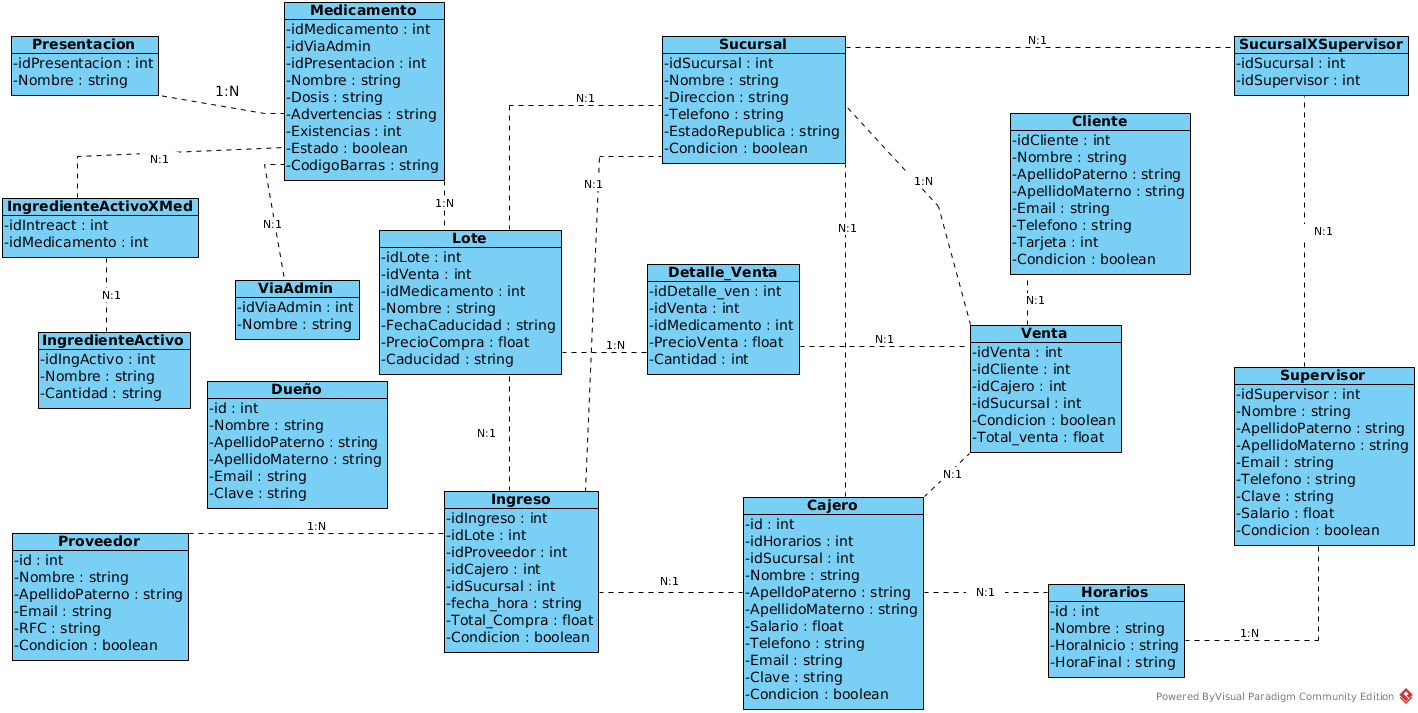 Presentacion
-idPresentacion : int
-Nombre : string
1:N
Medicamento
-idMedicamento : int
-idViaAdmin
-idPresentacion : int
-Nombre : string
-Dosis : string
-Advertencias : string
-Existencias : int
-Estado : boolean
-CodigoBarras : string
N:1
N:1
1:N
IngredienteActivoXMed
-idIntreact : int
-idMedicamento : int
N:1
IngredienteActivo
-idIngActivo : int
-Nombre : string
-Cantidad : string
ViaAdmin
-idViaAdmin : int
-Nombre : string
Lote
-idLote : int
-idVenta : int
-idMedicamento : int
-Nombre : string
-FechaCaducidad : string
-PrecioCompra : float
-Caducidad : string
N:1
N:1
1:N
N:1
Sucursal
-idSucursal : int
-Nombre : string
-Direccion : string
-Telefono : string
-EstadoRepublica : string
-Condicion : boolean
N:1
1:N
N:1
SucursalXSupervisor
-idSucursal : int
-idSupervisor : int
N:1
Cliente
-idCliente : int
-Nombre : string
-ApellidoPaterno : string
-ApellidoMaterno : string
-Email : string
-Telefono : string
-Tarjeta : int
-Condicion : boolean
N:1
Detalle_Venta
-idDetalle_ven : int
-idVenta : int
-idMedicamento : int
-PrecioVenta : float
-Cantidad : int
N:1
Venta
-idVenta : int
-idCliente : int
-idCajero : int
-idSucursal : int
-Condicion : boolean
-Total_venta : float
N:1
Supervisor
-idSupervisor : int
-Nombre : string
-ApellidoPaterno : string
-ApellidoMaterno : string
-Email : string
-Telefono : string
-Clave : string
-Salario : float
-Condicion : boolean
Dueño
-id : int
-Nombre : string
-ApellidoPaterno : string
-ApellidoMaterno : string
-Email : string
-Clave : string
Proveedor
-id : int
-Nombre : string
-ApellidoPaterno : string
-Email : string
-RFC : string
-Condicion : boolean
1:N
Ingreso
-idIngreso : int
-idLote : int
-idProveedor : int
-idCajero : int
-idSucursal : int
-fecha_hora : string
-Total_Compra : float
-Condicion : boolean
N:1
Cajero
-id : int
-idHorarios : int
-idSucursal : int
-Nombre : string
-ApelldoPaterno : string
-ApellidoMaterno : string
-Salario : float
-Telefono : string
-Email : string
-Clave : string
-Condicion : boolean
N:1
Horarios
-id : int
-Nombre : string
-HoraInicio : string
-HoraFinal : string
1:N
Powered ByVisual Paradigm Community Edition